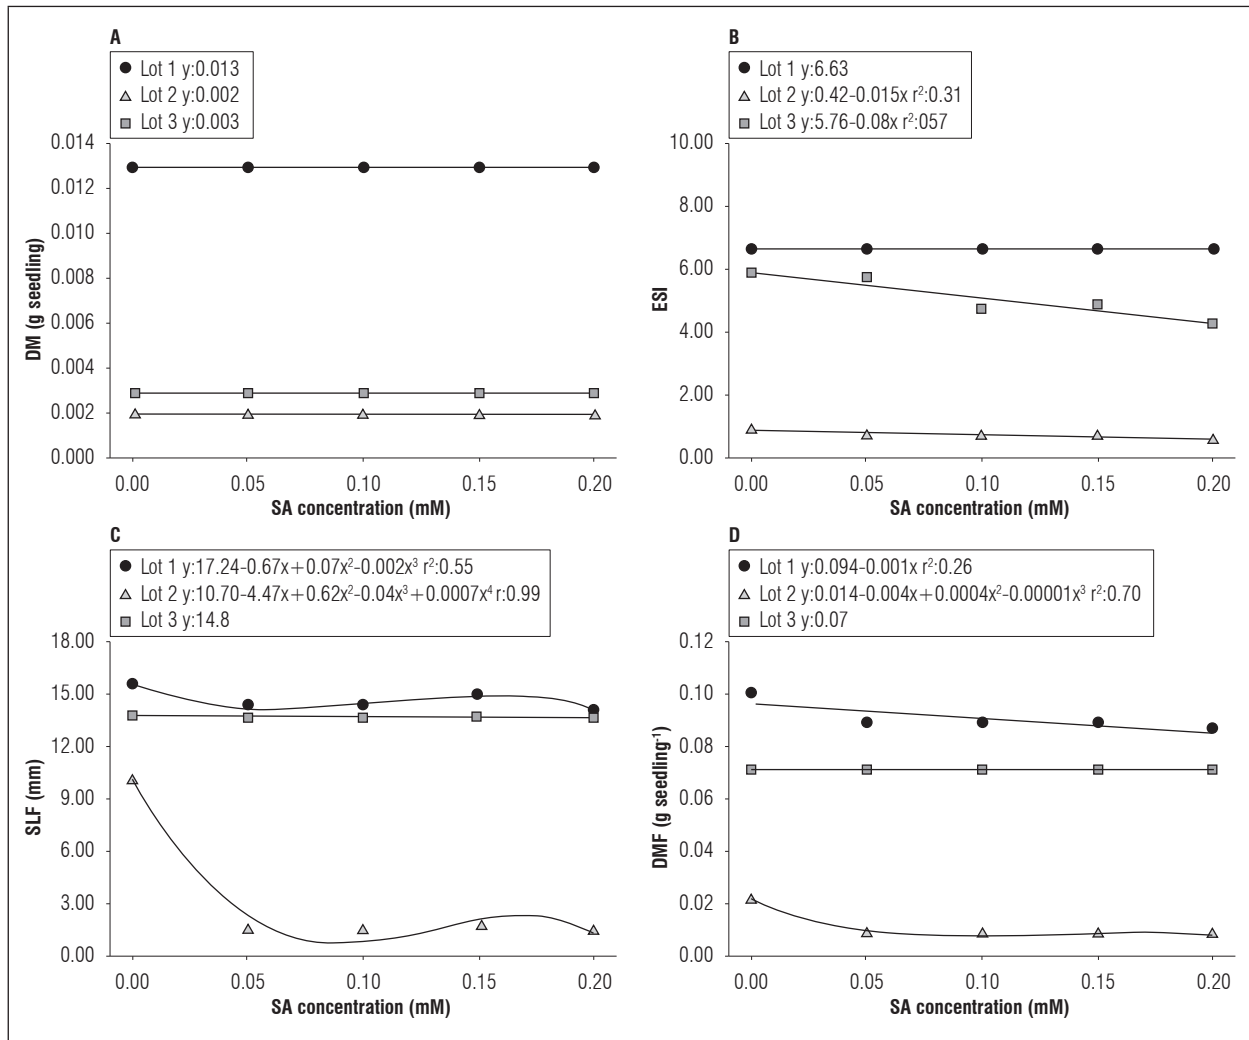 A
Lot 1 y:0.013
Lot 2 y:0.002
Lot 3 y:0.003
0.014
0.012
0.010
0.008
0.006
0.004
0.002
0.000
DM (g seedling)
0.00 0.05 0.10 0.15 0.20
SA concentration (mM)
B
Lot 1 y:6.63
Lot 2 y:0.42-0.015x r²:0.31
Lot 3 y:5.76-0.08x r²:057
10.00
8.00
6.00
4.00
2.00
0.00
ESI
0.00 0.05 0.10 0.15 0.20
SA concentration (mM)
C
Lot 1 y:17.24-0.67x+0.07x²-0.002x³ r²:0.55
Lot 2 y:10.70-4.47x+0.62x²-0.04x³+0.0007x⁴ r:0.99
Lot 3 y:14.8
18.00
15.00
12.00
9.00
6.00
3.00
0.00
SLF (mm)
0.00 0.05 0.10 0.15 0.20
SA concentration (mM)
D
Lot 1 y:0.094-0.001x r²:0.26
Lot 2 y:0.014-0.004x+0.0004x²-0.00001x³ r²:0.70
Lot 3 y:0.07
0.12
0.10
0.08
0.06
0.04
0.02
0.00
DMF (g seedling⁻¹)
0.00 0.05 0.10 0.15 0.20
SA concentration (mM)